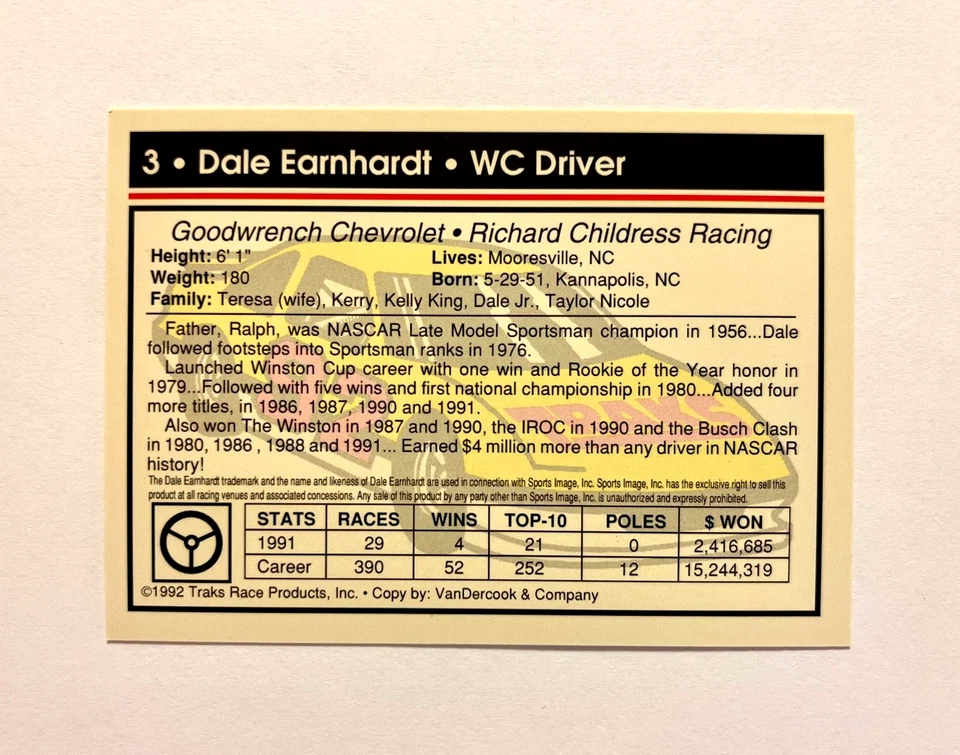 3 • Dale Earnhardt • WC Driver
Goodwrench Chevrolet • Richard Childress Racing
Height: 6' 1" Lives: Mooresville, NC
Weight: 180 Born: 5-29-51, Kannapolis, NC
Family: Teresa (wife), Kerry, Kelly King, Dale Jr., Taylor Nicole
Father, Ralph, was NASCAR Late Model Sportsman champion in 1956...Dale
followed footsteps into Sportsman ranks in 1976.
Launched Winston Cup career with one win and Rookie of the Year honor in
1979...Followed with five wins and first national championship in 1980...Added four
more titles, in 1986, 1987, 1990 and 1991.
Also won The Winston in 1987 and 1990, the IROC in 1990 and the Busch Clash
in 1980, 1986 , 1988 and 1991... Earned $4 million more than any driver in NASCAR
history!
The Dale Earnhardt trademark and the name and likeness of Dale Earnhardt are used in connection with Sports Image, Inc. Sports Image, Inc. has the exclusive right to sell this
product at all racing venues and associated concessions. Any sale of this product by any party other than Sports Image, Inc. is unauthorized and expressly prohibited.
STATS RACES WINS TOP-10 POLES $ WON
1991 29 4 21 0 2,416,685
Career 390 52 252 12 15,244,319
©1992 Traks Race Products, Inc. • Copy by: VanDercook & Company
92
TRAKS